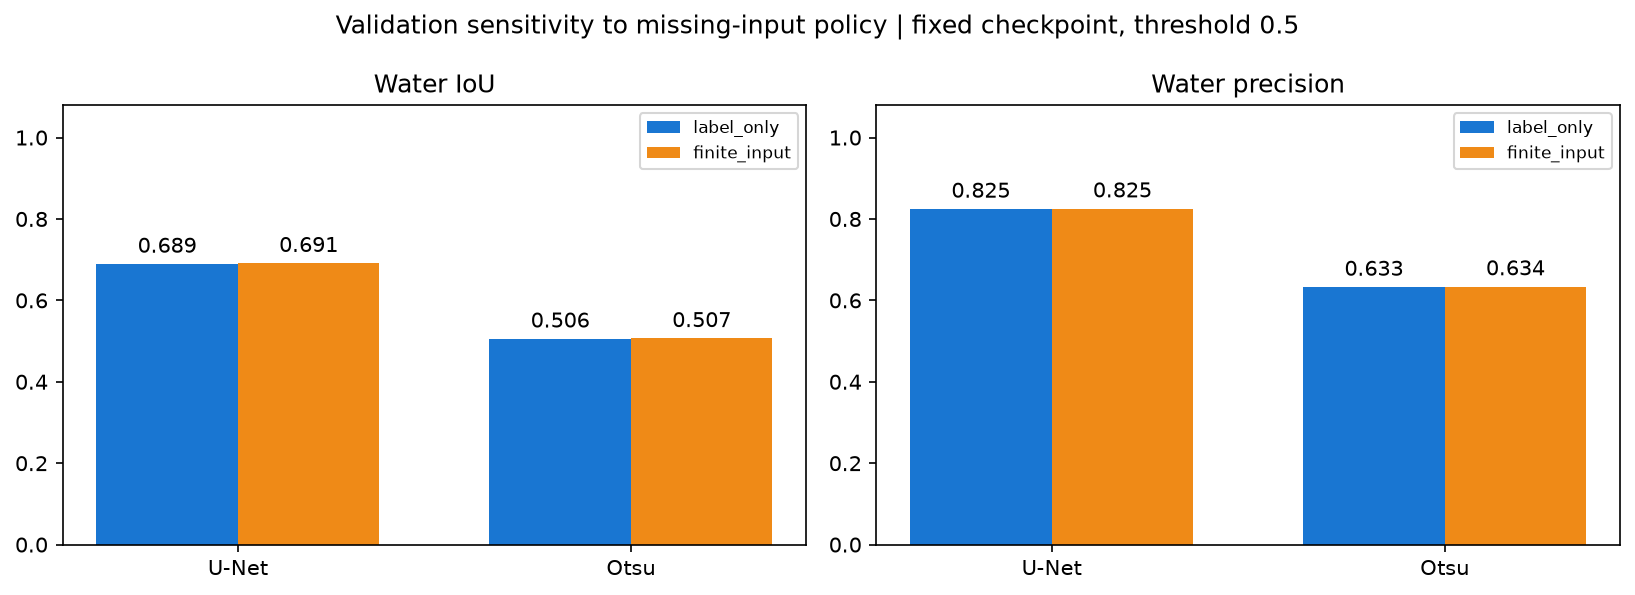 Validation sensitivity to missing-input policy | fixed checkpoint, threshold 0.5
Water IoU
label_only
finite_input
1.0
0.8
0.6
0.4
0.2
0.0
0.689
0.691
0.506
0.507
U-Net
Otsu
Water precision
label_only
finite_input
1.0
0.8
0.6
0.4
0.2
0.0
0.825
0.825
0.633
0.634
U-Net
Otsu